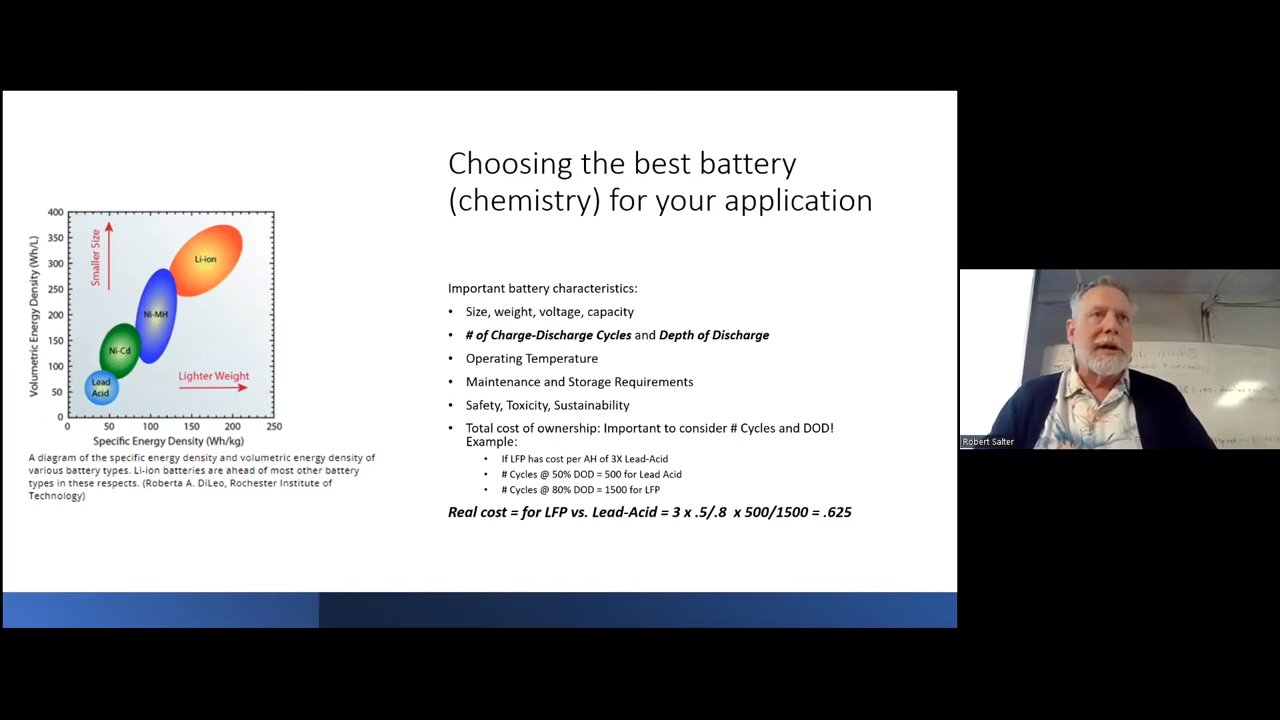 Choosing the best battery
(chemistry) for your application
400
350
300
250
200
150
100
50
0
Volumetric Energy Density (Wh/L)
Smaller Size
Li-ion
Ni-MH
Ni-Cd
Lead
Acid
Lighter Weight
0 50 100 150 200 250
Specific Energy Density (Wh/kg)
A diagram of the specific energy density and volumetric energy density of
various battery types. Li-ion batteries are ahead of most other battery
types in these respects. (Roberta A. DiLeo, Rochester Institute of
Technology)
Important battery characteristics:
• Size, weight, voltage, capacity
• # of Charge-Discharge Cycles and Depth of Discharge
• Operating Temperature
• Maintenance and Storage Requirements
• Safety, Toxicity, Sustainability
• Total cost of ownership: Important to consider # Cycles and DOD!
Example:
• If LFP has cost per AH of 3X Lead-Acid
• # Cycles @ 50% DOD = 500 for Lead Acid
• # Cycles @ 80% DOD = 1500 for LFP
Real cost = for LFP vs. Lead-Acid = 3 x .5/.8 x 500/1500 = .625
Robert Salter